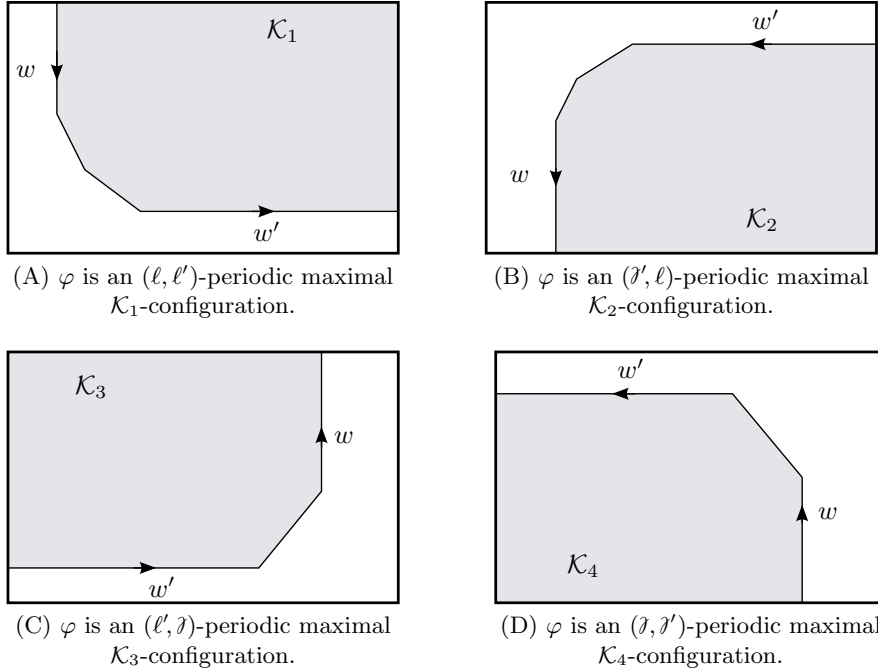 𝒦₁
w
w'
(A) φ is an (ℓ, ℓ')-periodic maximal
𝒦₁-configuration.
w'
w
𝒦₂
(B) φ is an (ℷ', ℓ)-periodic maximal
𝒦₂-configuration.
𝒦₃
w
w'
(C) φ is an (ℓ', ℷ)-periodic maximal
𝒦₃-configuration.
w'
w
𝒦₄
(D) φ is an (ℷ, ℷ')-periodic maximal
𝒦₄-configuration.